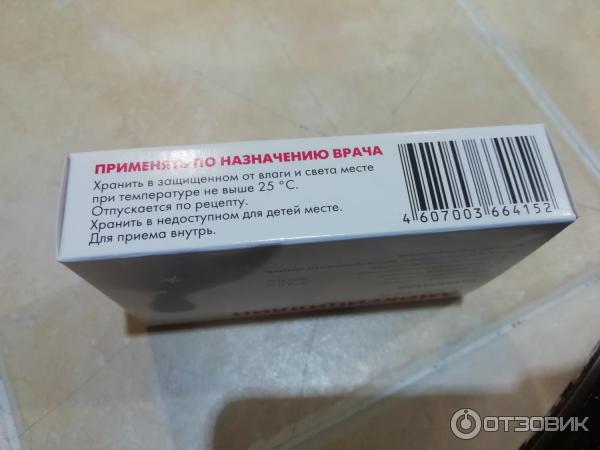 ПРИМЕНЯТЬ ПО НАЗНАЧЕНИЮ ВРАЧА
Хранить в защищенном от влаги и света месте
при температуре не выше 25 °С.
Отпускается по рецепту.
Хранить в недоступном для детей месте.
Для приема внутрь.
4 607003 664152
ОТЗОВИК